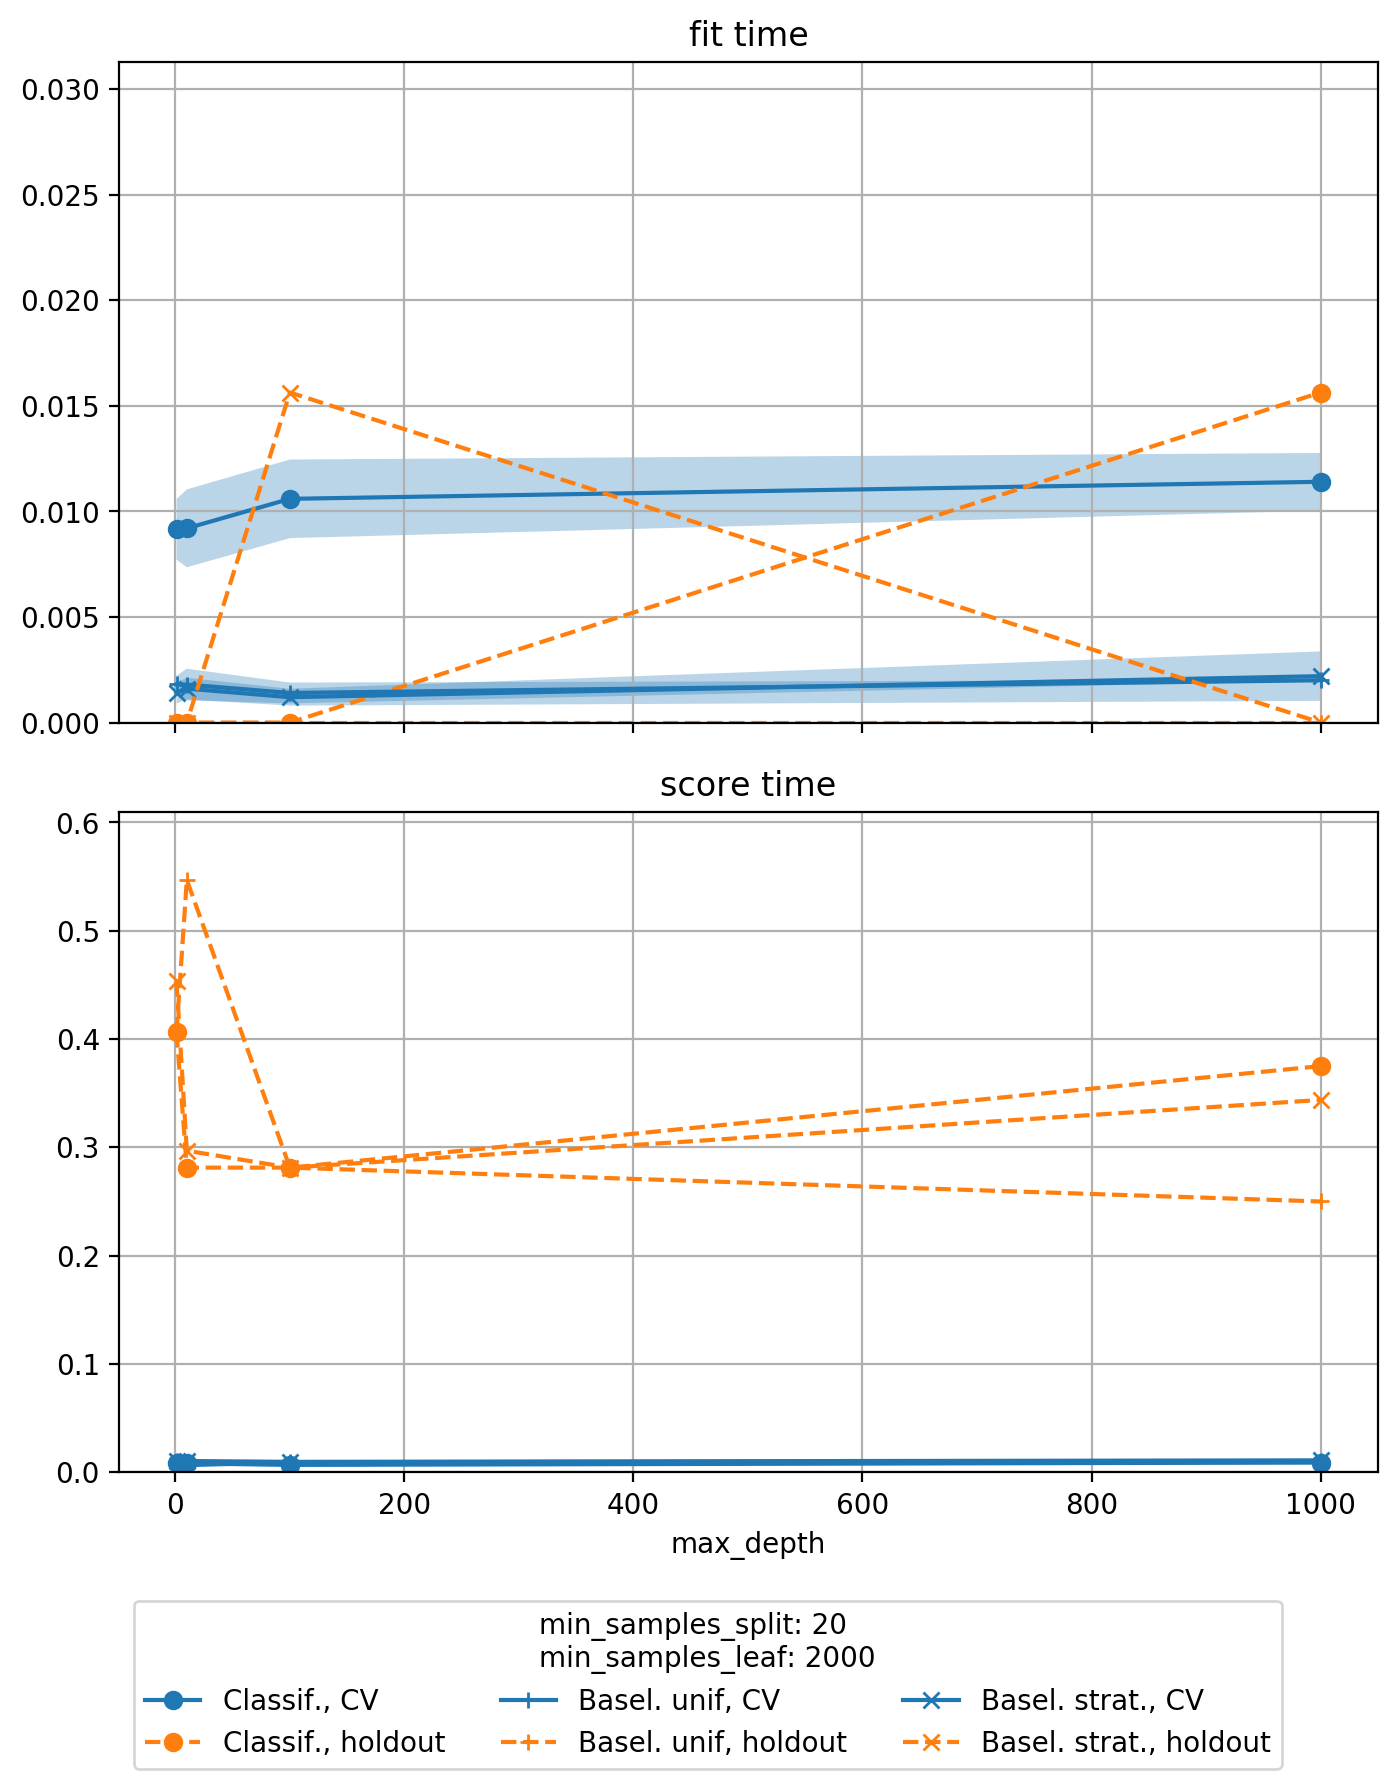 fit time
0.030
0.025
0.020
0.015
0.010
0.005
0.000
score time
0.6
0.5
0.4
0.3
0.2
0.1
0.0
0 200 400 600 800 1000
max_depth
min_samples_split: 20
min_samples_leaf: 2000
Classif., CV Basel. unif, CV Basel. strat., CV
Classif., holdout Basel. unif, holdout Basel. strat., holdout